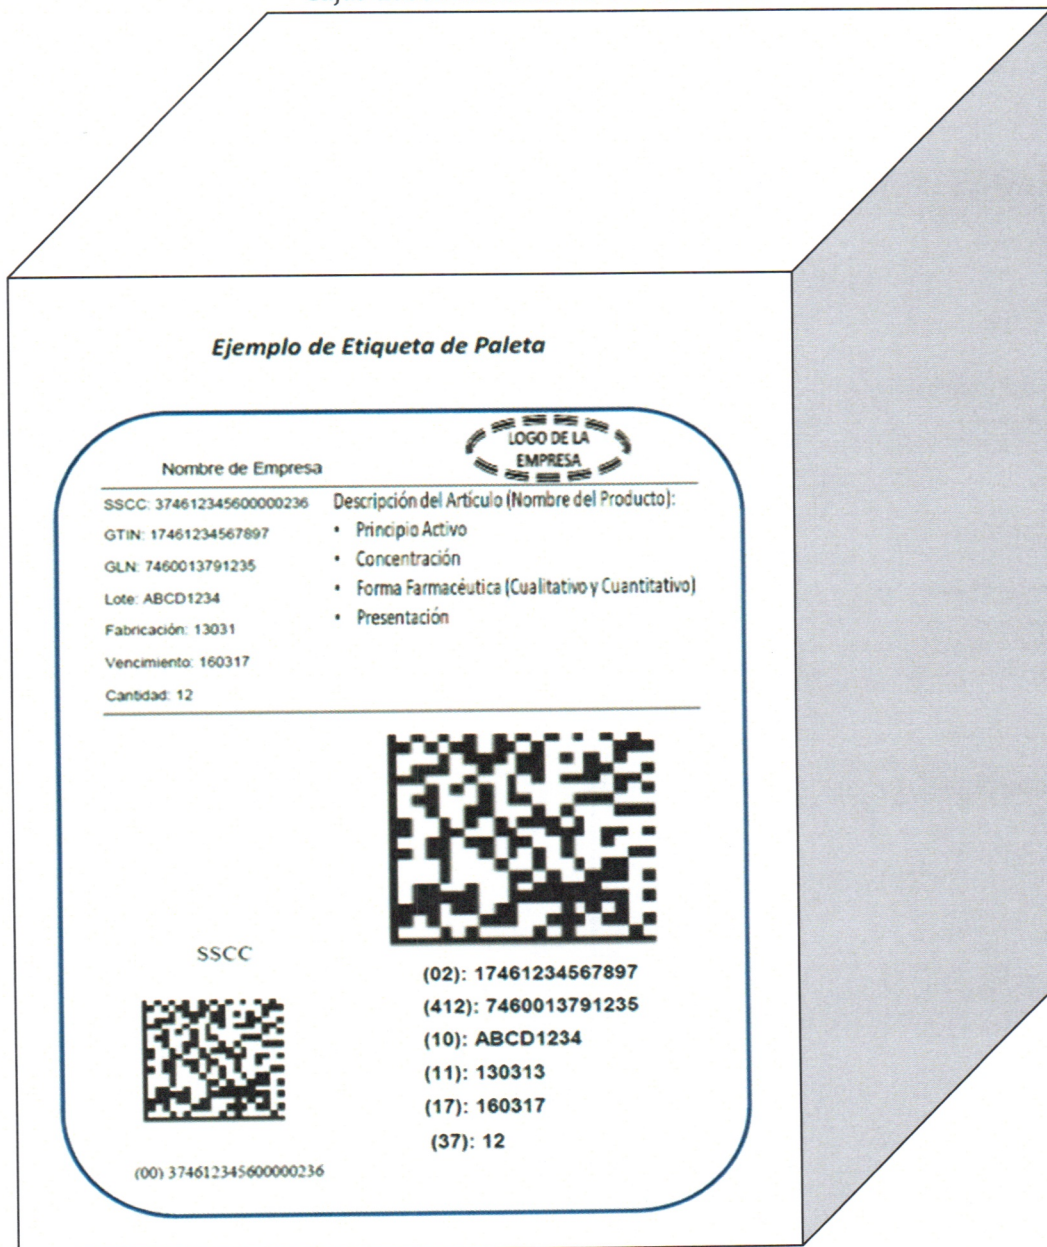 Ejemplo de Etiqueta de Paleta
LOGO DE LA
EMPRESA
Nombre de Empresa
SSCC: 374612345600000236
GTIN: 17461234567897
GLN: 7460013791235
Lote: ABCD1234
Fabricación: 13031
Vencimiento: 160317
Cantidad: 12
Descripción del Artículo (Nombre del Producto):
• Principio Activo
• Concentración
• Forma Farmacéutica (Cualitativo y Cuantitativo)
• Presentación
SSCC
(00) 374612345600000236
(02): 17461234567897
(412): 7460013791235
(10): ABCD1234
(11): 130313
(17): 160317
(37): 12